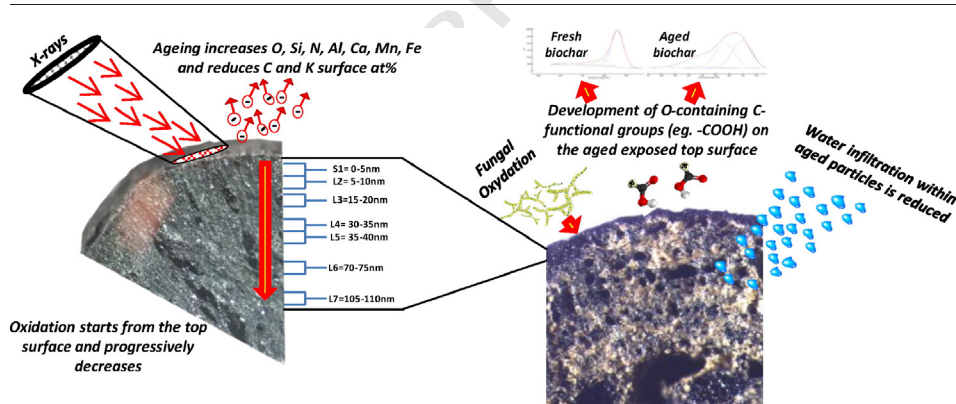 X-rays
Ageing increases O, Si, N, Al, Ca, Mn, Fe
and reduces C and K surface at%
S1= 0-5nm
L2= 5-10nm
L3=15-20nm
L4= 30-35nm
L5= 35-40nm
L6=70-75nm
L7=105-110nm
Oxidation starts from the top
surface and progressively
decreases
Fresh
biochar
Aged
biochar
Development of O-containing C-
functional groups (eg. -COOH) on
the aged exposed top surface
Fungal
Oxydation
Water infiltration within
aged particles is reduced